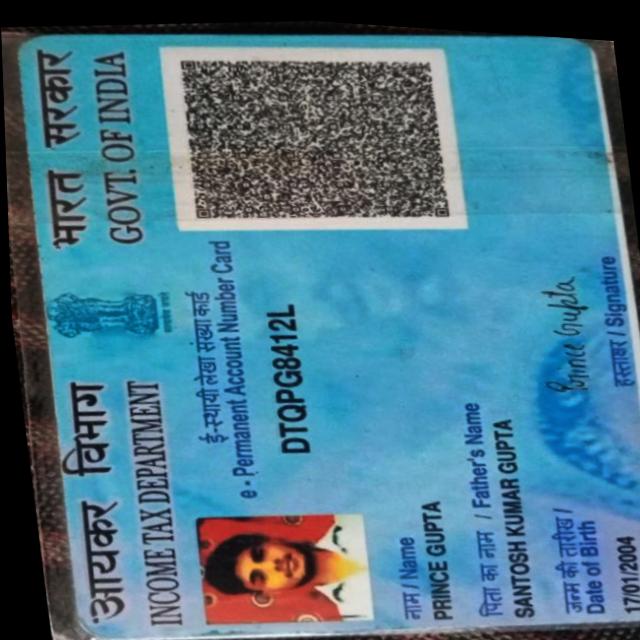 आयकर विभाग
INCOME TAX DEPARTMENT
भारत सरकार
GOVT. OF INDIA
ई-स्थायी लेखा संख्या कार्ड
e - Permanent Account Number Card
DTQPG8412L
नाम / Name
PRINCE GUPTA
पिता का नाम / Father's Name
SANTOSH KUMAR GUPTA
जन्म की तारीख /
Date of Birth
17/01/2004
Prince Gupta
हस्ताक्षर / Signature